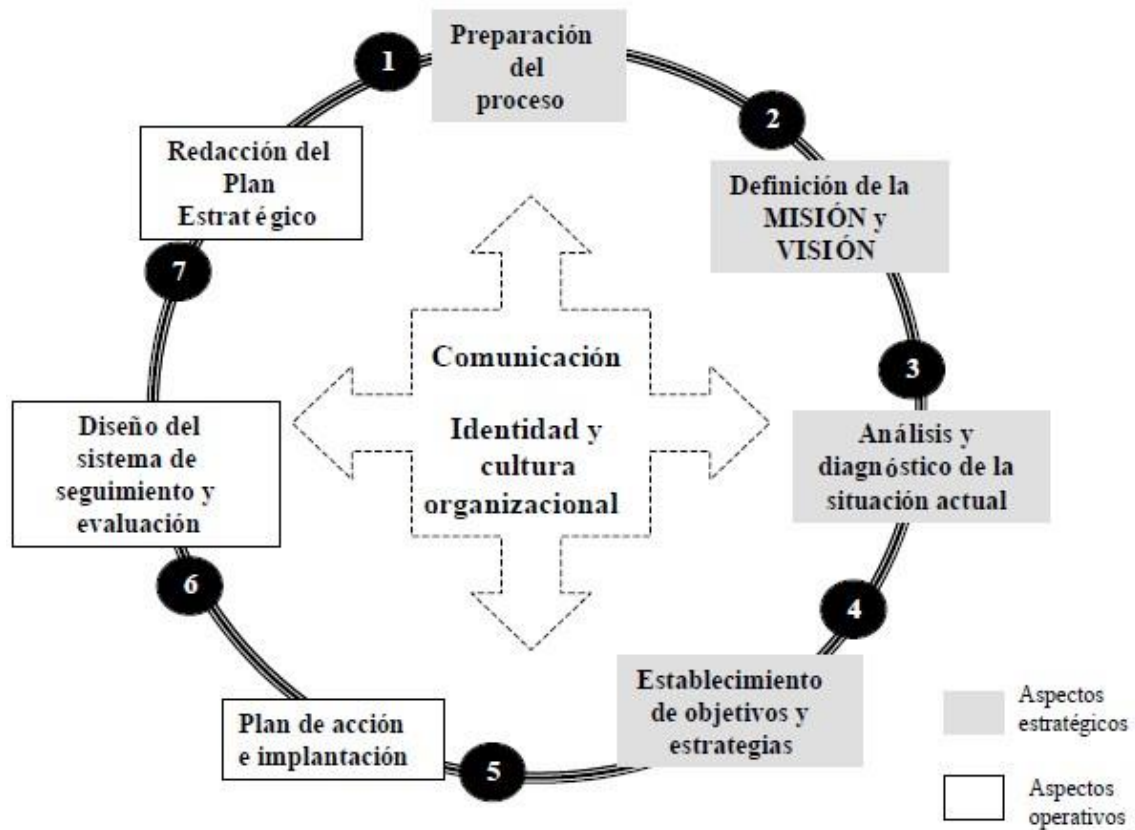 1
Preparación
del
proceso
2
Definición de la
MISIÓN y
VISIÓN
3
Análisis y
diagnóstico de la
situación actual
4
Establecimiento
de objetivos y
estrategias
5
Plan de acción
e implantación
6
Diseño del
sistema de
seguimiento y
evaluación
7
Redacción del
Plan
Estratégico
Comunicación
Identidad y
cultura
organizacional
Aspectos
estratégicos
Aspectos
operativos